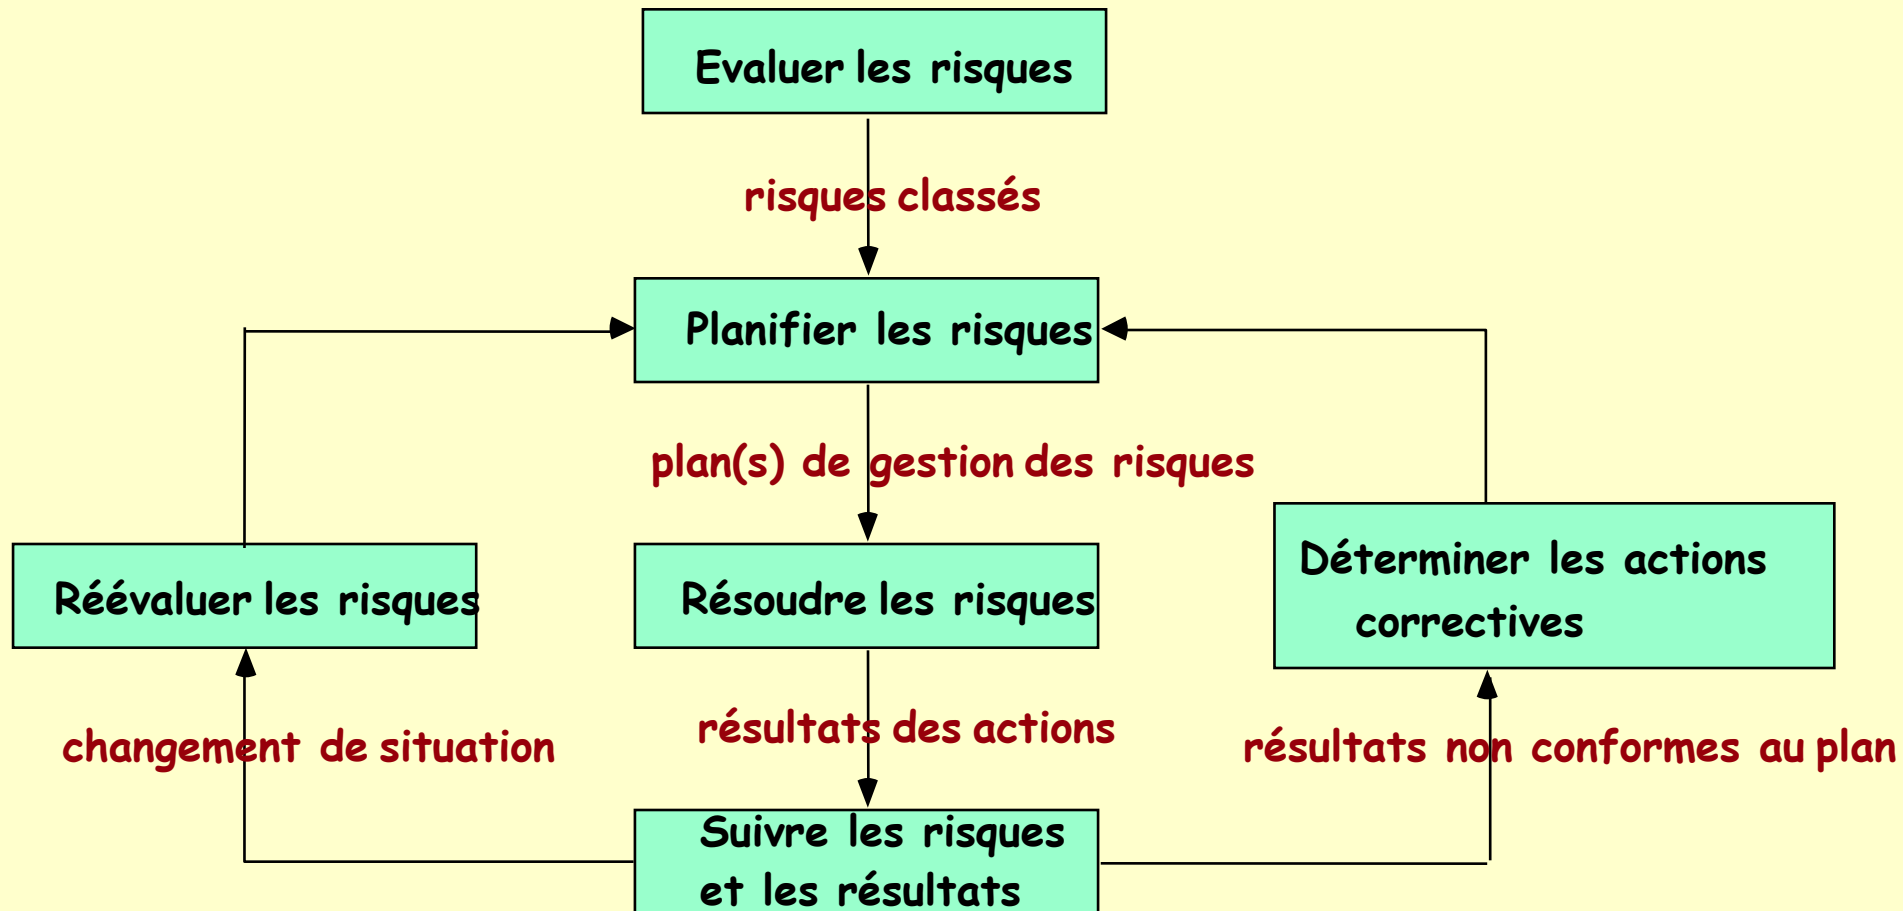 Evaluer les risques
risques classés
Planifier les risques
plan(s) de gestion des risques
Réévaluer les risques
Résoudre les risques
Déterminer les actions
correctives
changement de situation
résultats des actions
résultats non conformes au plan
Suivre les risques
et les résultats